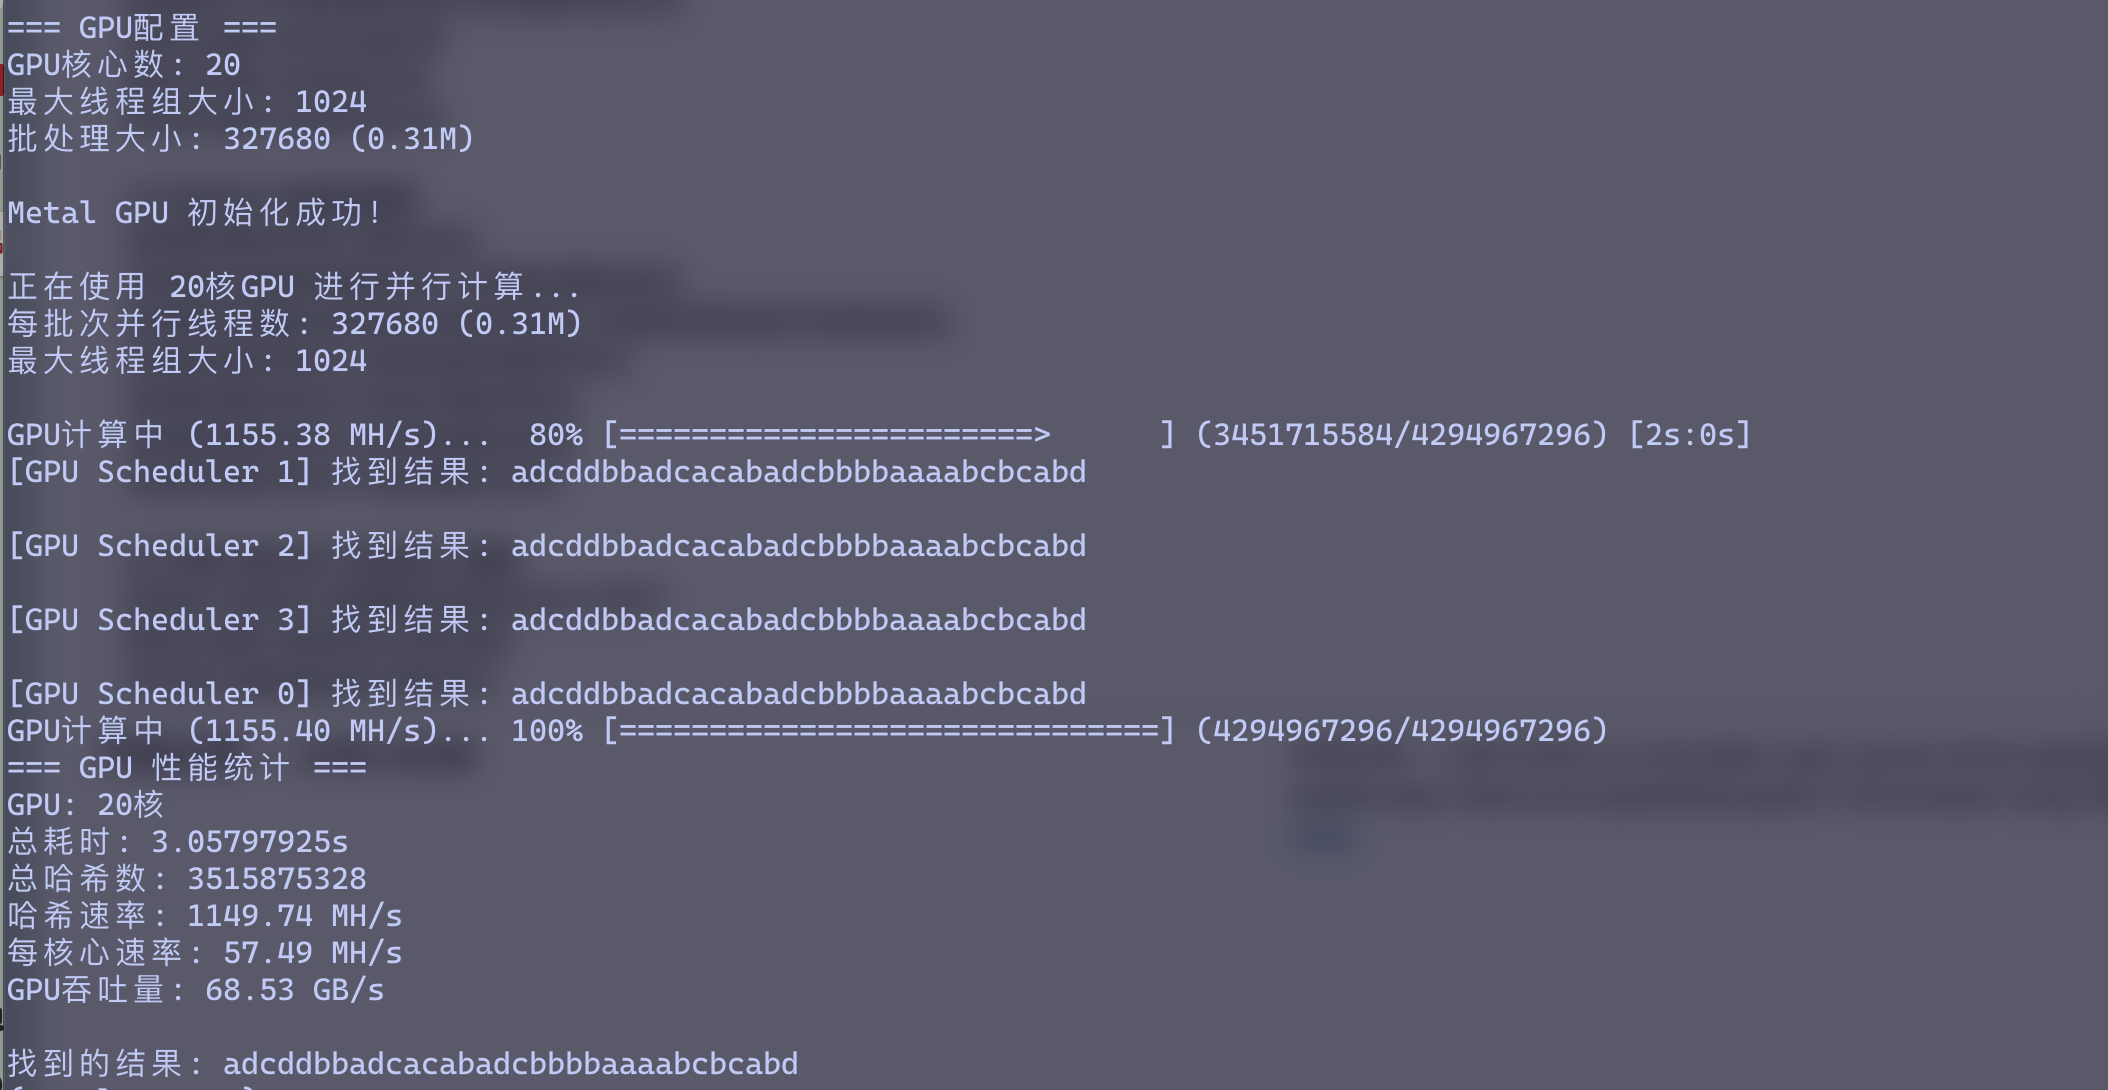 === GPU配置 ===
GPU核心数: 20
最大线程组大小: 1024
批处理大小: 327680 (0.31M)
Metal GPU 初始化成功!
正在使用 20核GPU 进行并行计算...
每批次并行线程数: 327680 (0.31M)
最大线程组大小: 1024
GPU计算中 (1155.38 MH/s)...  80% [=======================>      ] (3451715584/4294967296) [2s:0s]
[GPU Scheduler 1] 找到结果: adcddbbadcacabadcbbbbaaaabcbcabd
[GPU Scheduler 2] 找到结果: adcddbbadcacabadcbbbbaaaabcbcabd
[GPU Scheduler 3] 找到结果: adcddbbadcacabadcbbbbaaaabcbcabd
[GPU Scheduler 0] 找到结果: adcddbbadcacabadcbbbbaaaabcbcabd
GPU计算中 (1155.40 MH/s)... 100% [==============================] (4294967296/4294967296)
=== GPU 性能统计 ===
GPU: 20核
总耗时: 3.05797925s
总哈希数: 3515875328
哈希速率: 1149.74 MH/s
每核心速率: 57.49 MH/s
GPU吞吐量: 68.53 GB/s
找到的结果: adcddbbadcacabadcbbbbaaaabcbcabd